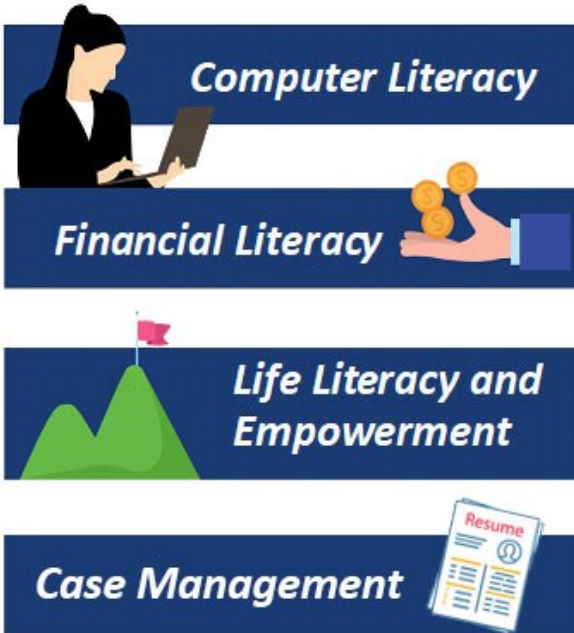 Computer Literacy
$
$
$
Financial Literacy
Life Literacy and
Empowerment
Resume
Case Management